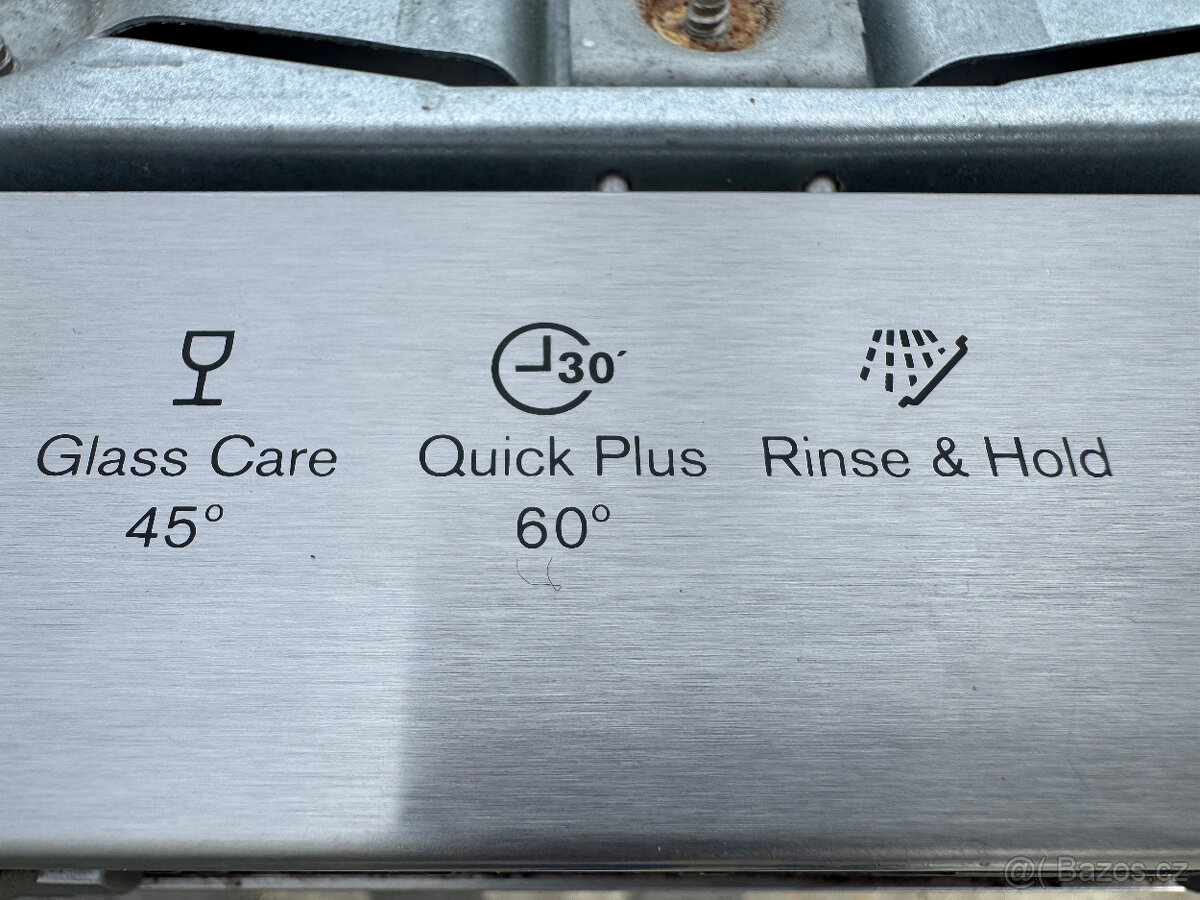 30´
Glass Care Quick Plus Rinse & Hold
45° 60°
@( Bazos.cz